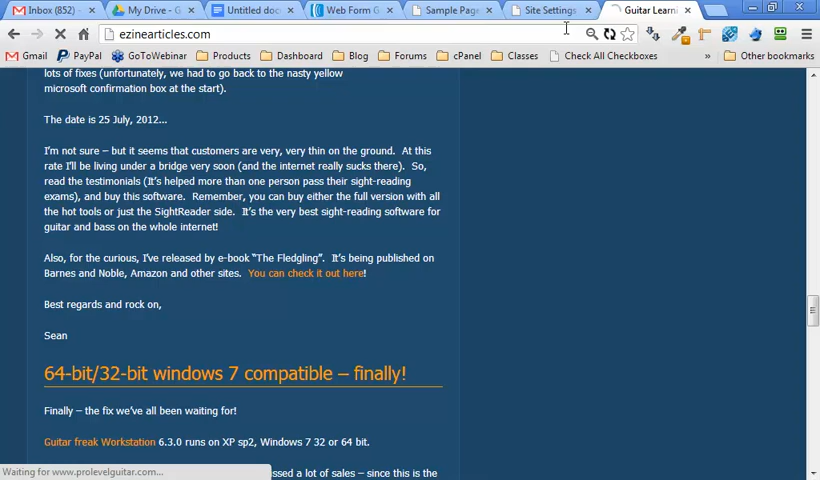 Inbox (852) - My Drive - G Untitled docu Web Form G Sample Page Site Settings Guitar Learni
ezinearticles.com
Gmail PayPal GoToWebinar Products Dashboard Blog Forums cPanel Classes Check All Checkboxes » Other bookmarks
lots of fixes (unfortunately, we had to go back to the nasty yellow
microsoft confirmation box at the start).
The date is 25 July, 2012...
I'm not sure – but it seems that customers are very, very thin on the ground. At this
rate I'll be living under a bridge very soon (and the internet really sucks there). So,
read the testimonials (It's helped more than one person pass their sight-reading
exams), and buy this software. Remember, you can buy either the full version with all
the hot tools or just the SightReader side. It's the very best sight-reading software for
guitar and bass on the whole internet!
Also, for the curious, I've released by e-book "The Fledgling". It's being published on
Barnes and Noble, Amazon and other sites. You can check it out here!
Best regards and rock on,
Sean
64-bit/32-bit windows 7 compatible – finally!
Finally – the fix we've all been waiting for!
Guitar freak Workstation 6.3.0 runs on XP sp2, Windows 7 32 or 64 bit.
Waiting for www.prolevelguitar.com... ssed a lot of sales – since this is the